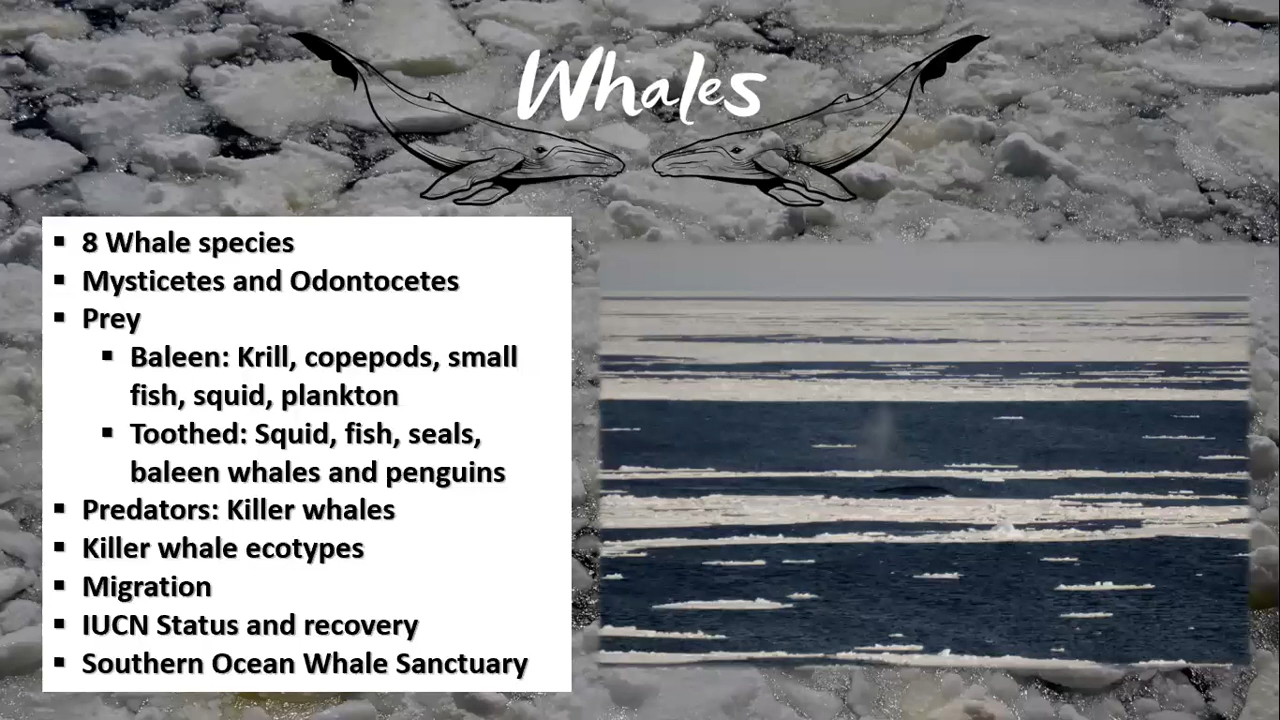 Whales
8 Whale species
Mysticetes and Odontocetes
Prey
Baleen: Krill, copepods, small
fish, squid, plankton
Toothed: Squid, fish, seals,
baleen whales and penguins
Predators: Killer whales
Killer whale ecotypes
Migration
IUCN Status and recovery
Southern Ocean Whale Sanctuary